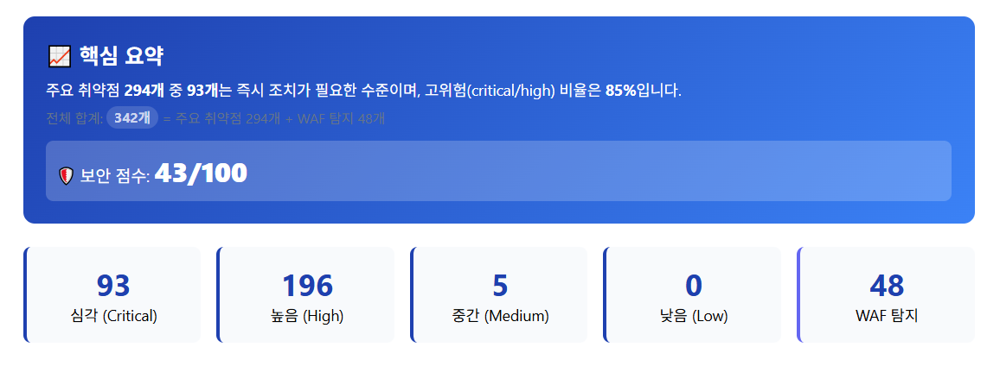 핵심 요약
주요 취약점 294개 중 93개는 즉시 조치가 필요한 수준이며, 고위험(critical/high) 비율은 85%입니다.
전체 합계: 342개 = 주요 취약점 294개 + WAF 탐지 48개
보안 점수: 43/100
93
심각 (Critical)
196
높음 (High)
5
중간 (Medium)
0
낮음 (Low)
48
WAF 탐지